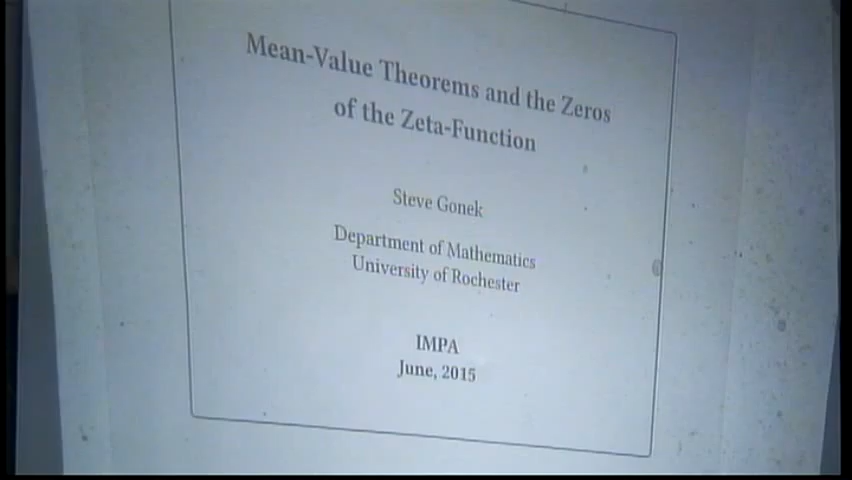 Mean-Value Theorems and the Zeros
of the Zeta-Function
Steve Gonek
Department of Mathematics
University of Rochester
IMPA
June, 2015